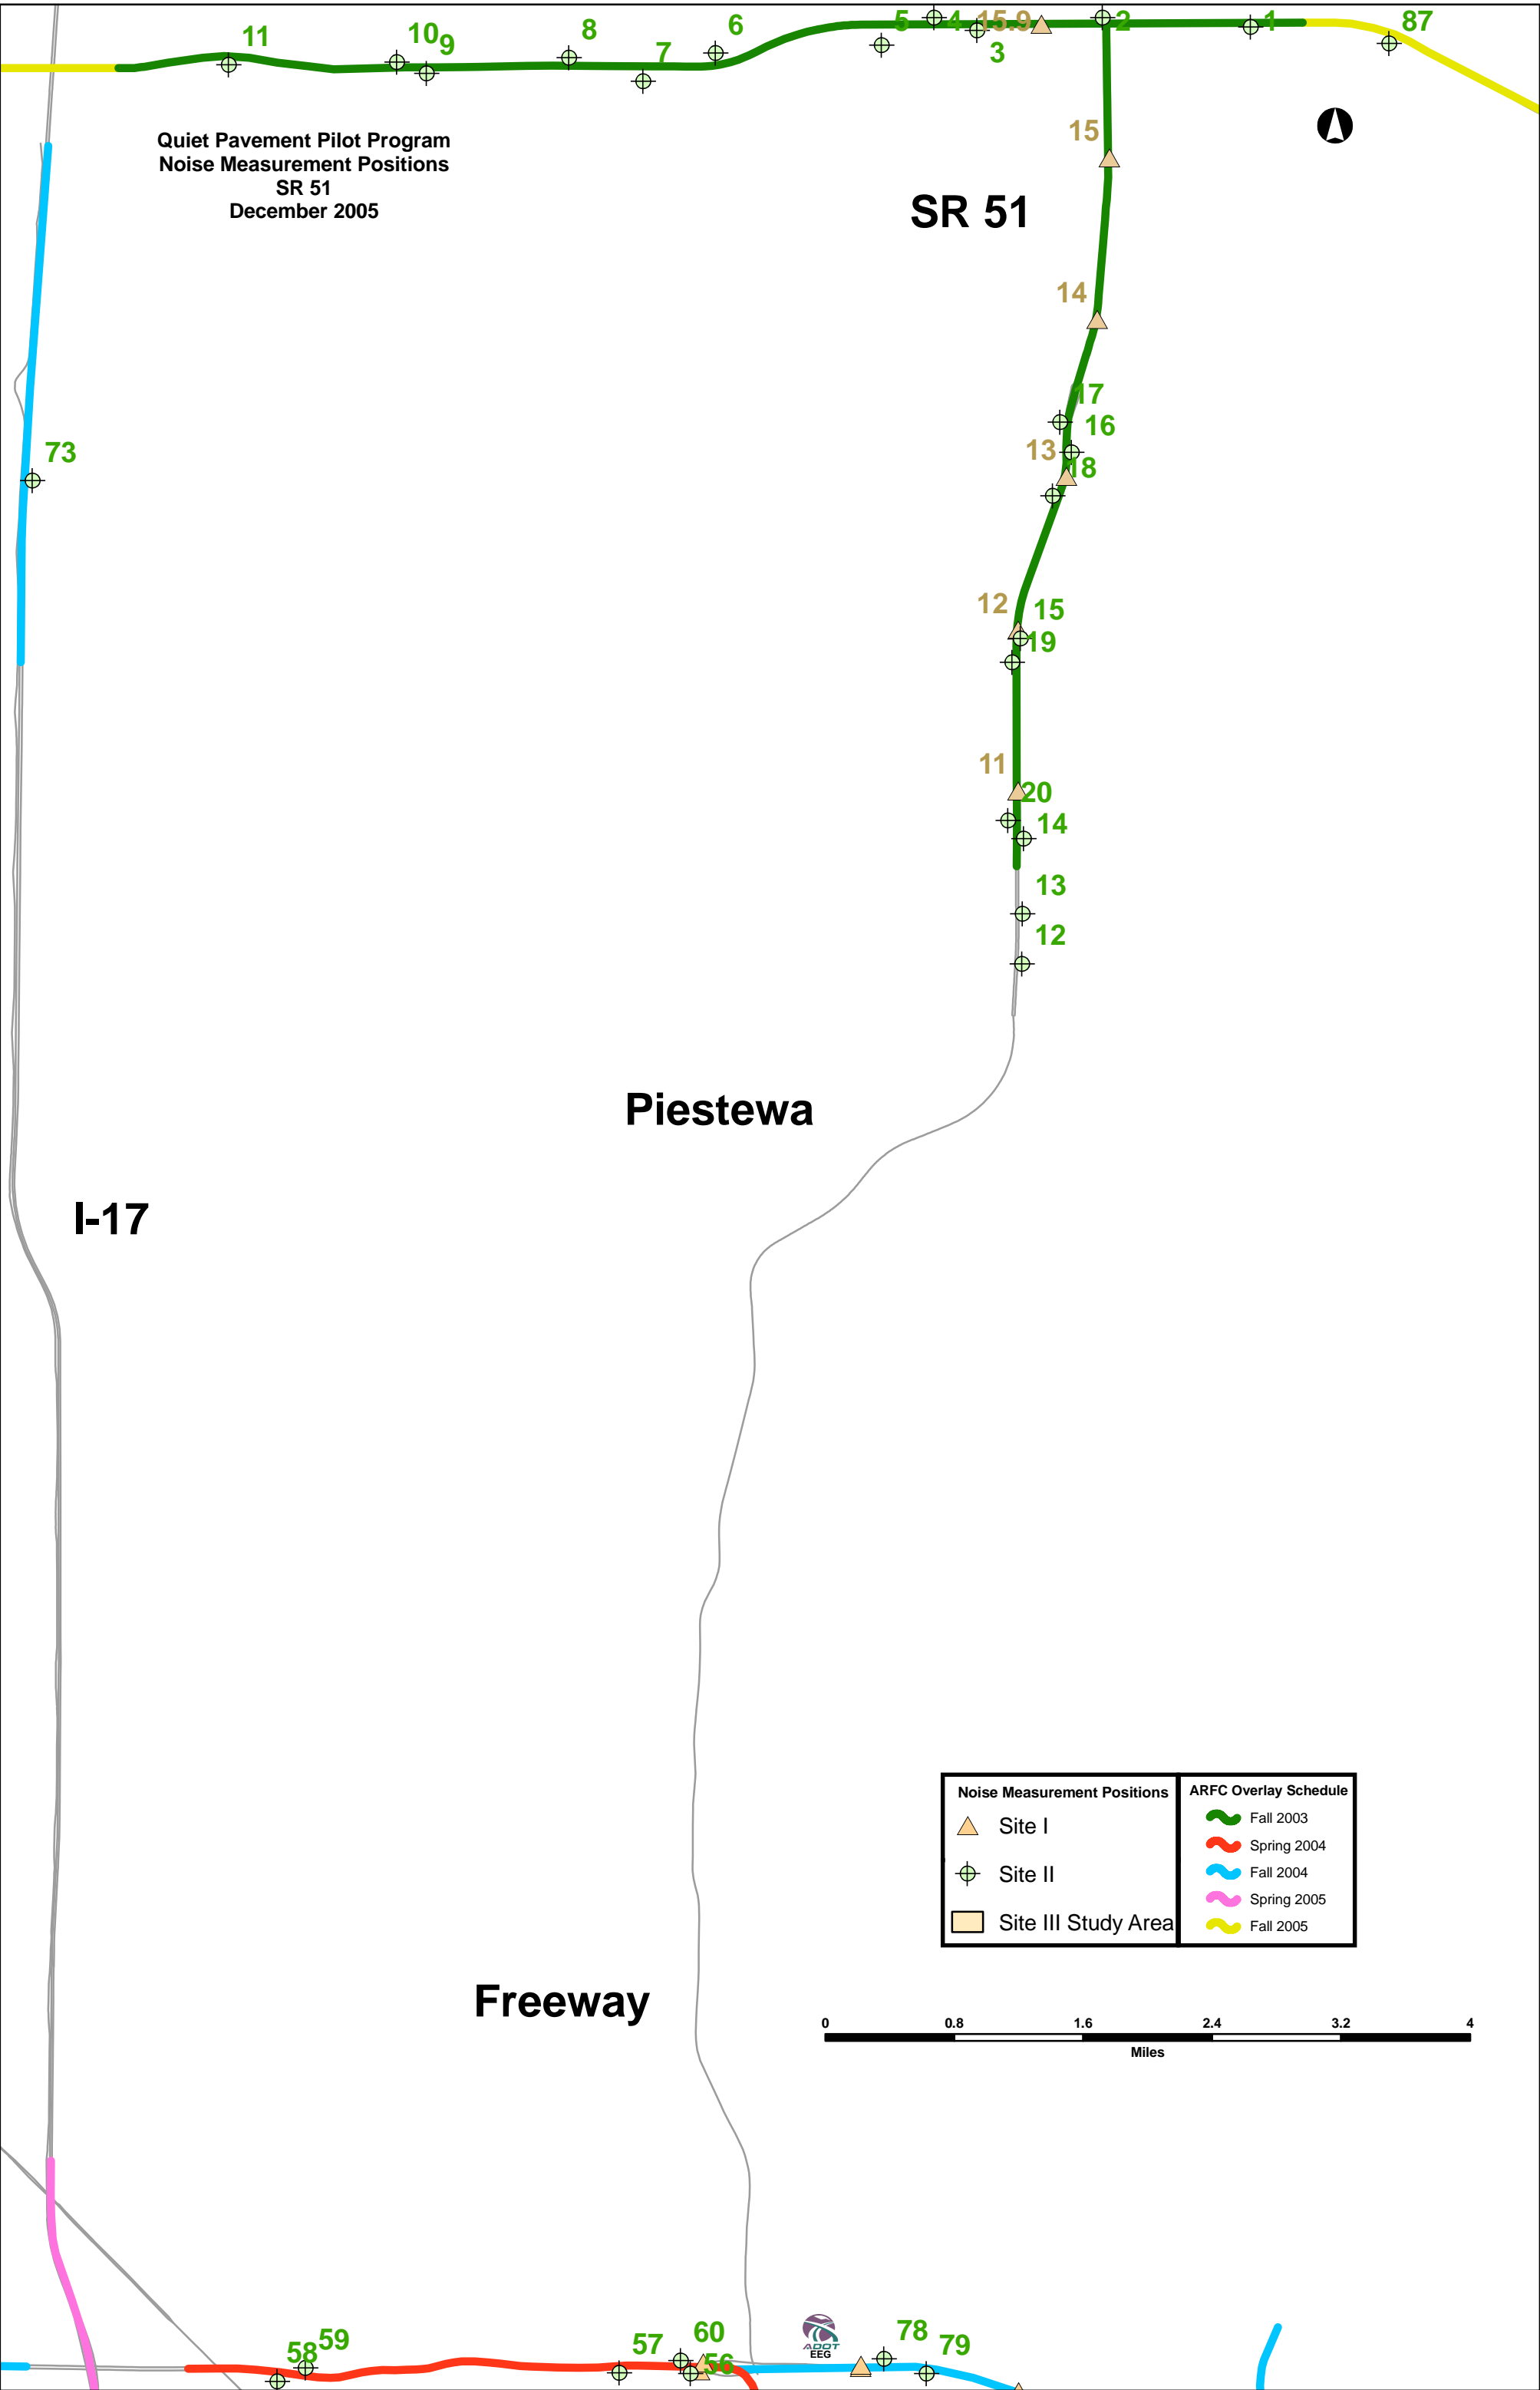 5 4 15.9 2 1 87
11 10 9 8 7 6 3
Quiet Pavement Pilot Program
Noise Measurement Positions
SR 51
December 2005
15
SR 51
14
17
16
73
13
18
12
15
19
11
20
14
13
12
Piestewa
I-17
Noise Measurement Positions
Site I
Site II
Site III Study Area
ARFC Overlay Schedule
Fall 2003
Spring 2004
Fall 2004
Spring 2005
Fall 2005
Freeway
0 0.8 1.6 2.4 3.2 4
Miles
58 59 57 60 56 78 79
ADOT
EEG